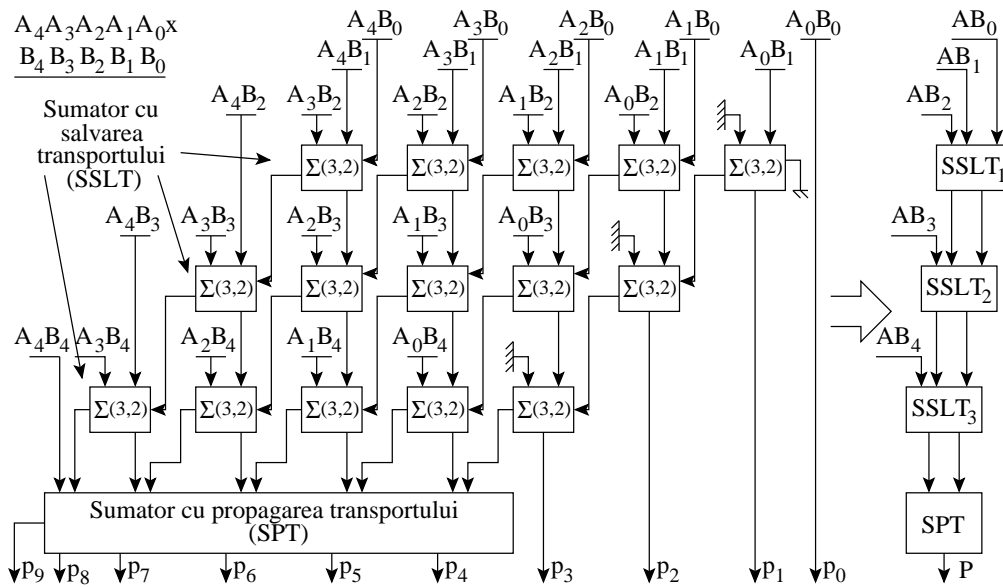 A₄A₃A₂A₁A₀x
B₄ B₃ B₂ B₁ B₀
A₄B₀ A₃B₀ A₂B₀ A₁B₀ A₀B₀ AB₀
A₄B₁ A₃B₁ A₂B₁ A₁B₁ A₀B₁ AB₁
A₄B₂ A₃B₂ A₂B₂ A₁B₂ A₀B₂ AB₂
Sumator cu
salvarea
transportului
(SSLT)
Σ(3,2) Σ(3,2) Σ(3,2) Σ(3,2) Σ(3,2) SSLT₁
A₄B₃ A₃B₃ A₂B₃ A₁B₃ A₀B₃ AB₃
Σ(3,2) Σ(3,2) Σ(3,2) Σ(3,2) Σ(3,2) SSLT₂
A₄B₄ A₃B₄ A₂B₄ A₁B₄ A₀B₄ AB₄
Σ(3,2) Σ(3,2) Σ(3,2) Σ(3,2) Σ(3,2) SSLT₃
Sumator cu propagarea transportului
(SPT)
SPT
p₉ p₈ p₇ p₆ p₅ p₄ p₃ p₂ p₁ p₀ P